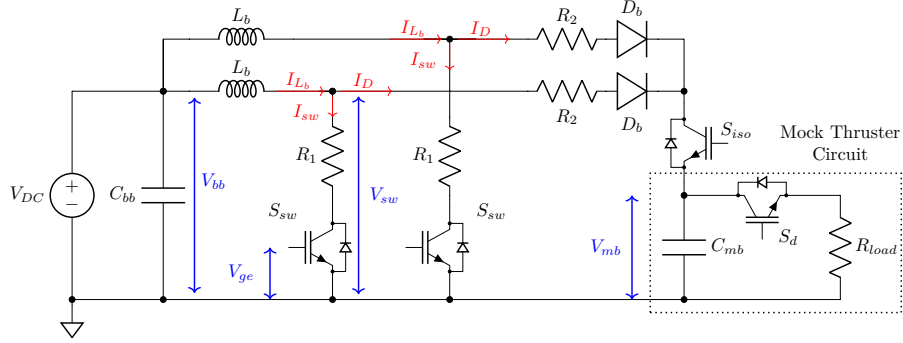 L_b
R_2
D_b
I_{L_b}
I_D
I_{sw}
L_b
I_{L_b}
I_D
I_{sw}
R_2
D_b
S_{iso}
Mock Thruster
Circuit
R_1
R_1
V_{DC}
+
−
C_{bb}
V_{bb}
V_{sw}
S_{sw}
S_{sw}
V_{ge}
V_{mb}
C_{mb}
S_d
R_{load}